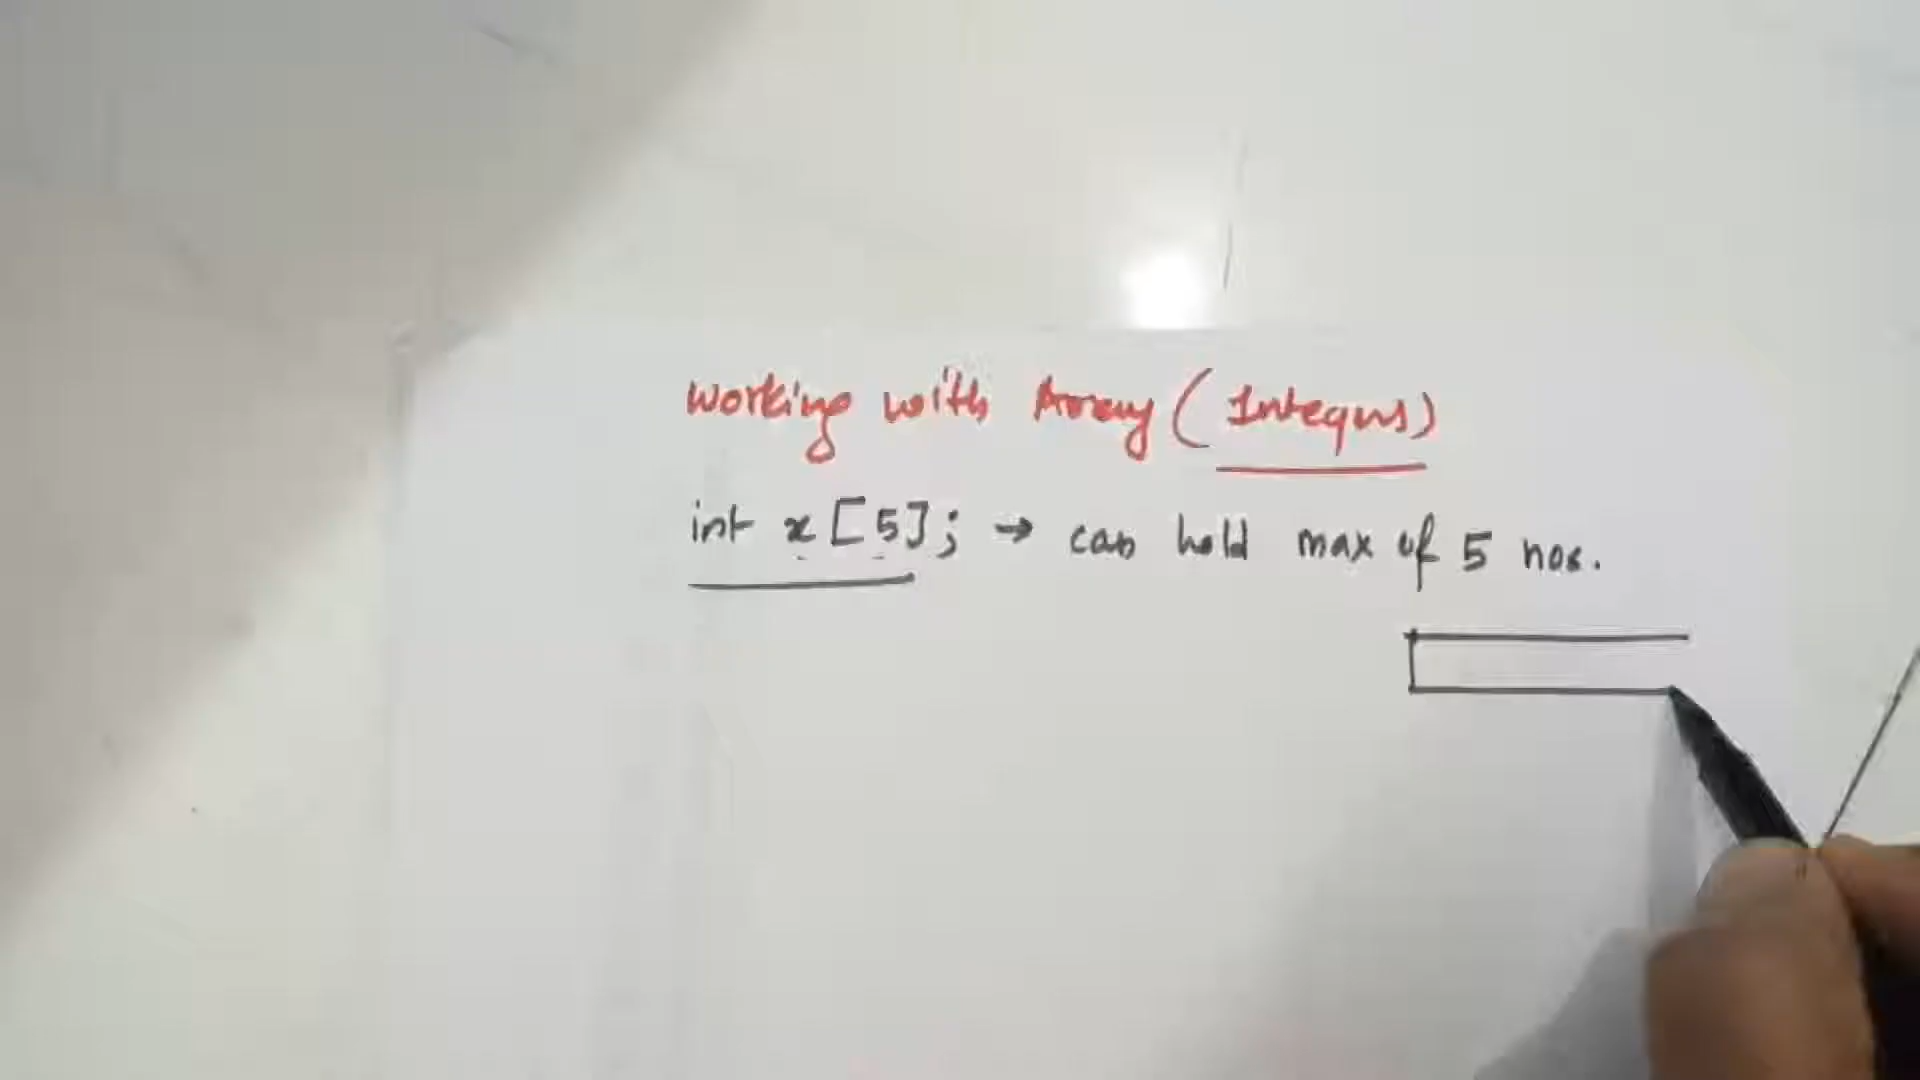 Working with Array (Integers)
int x[5]; → can hold max of 5 nos.